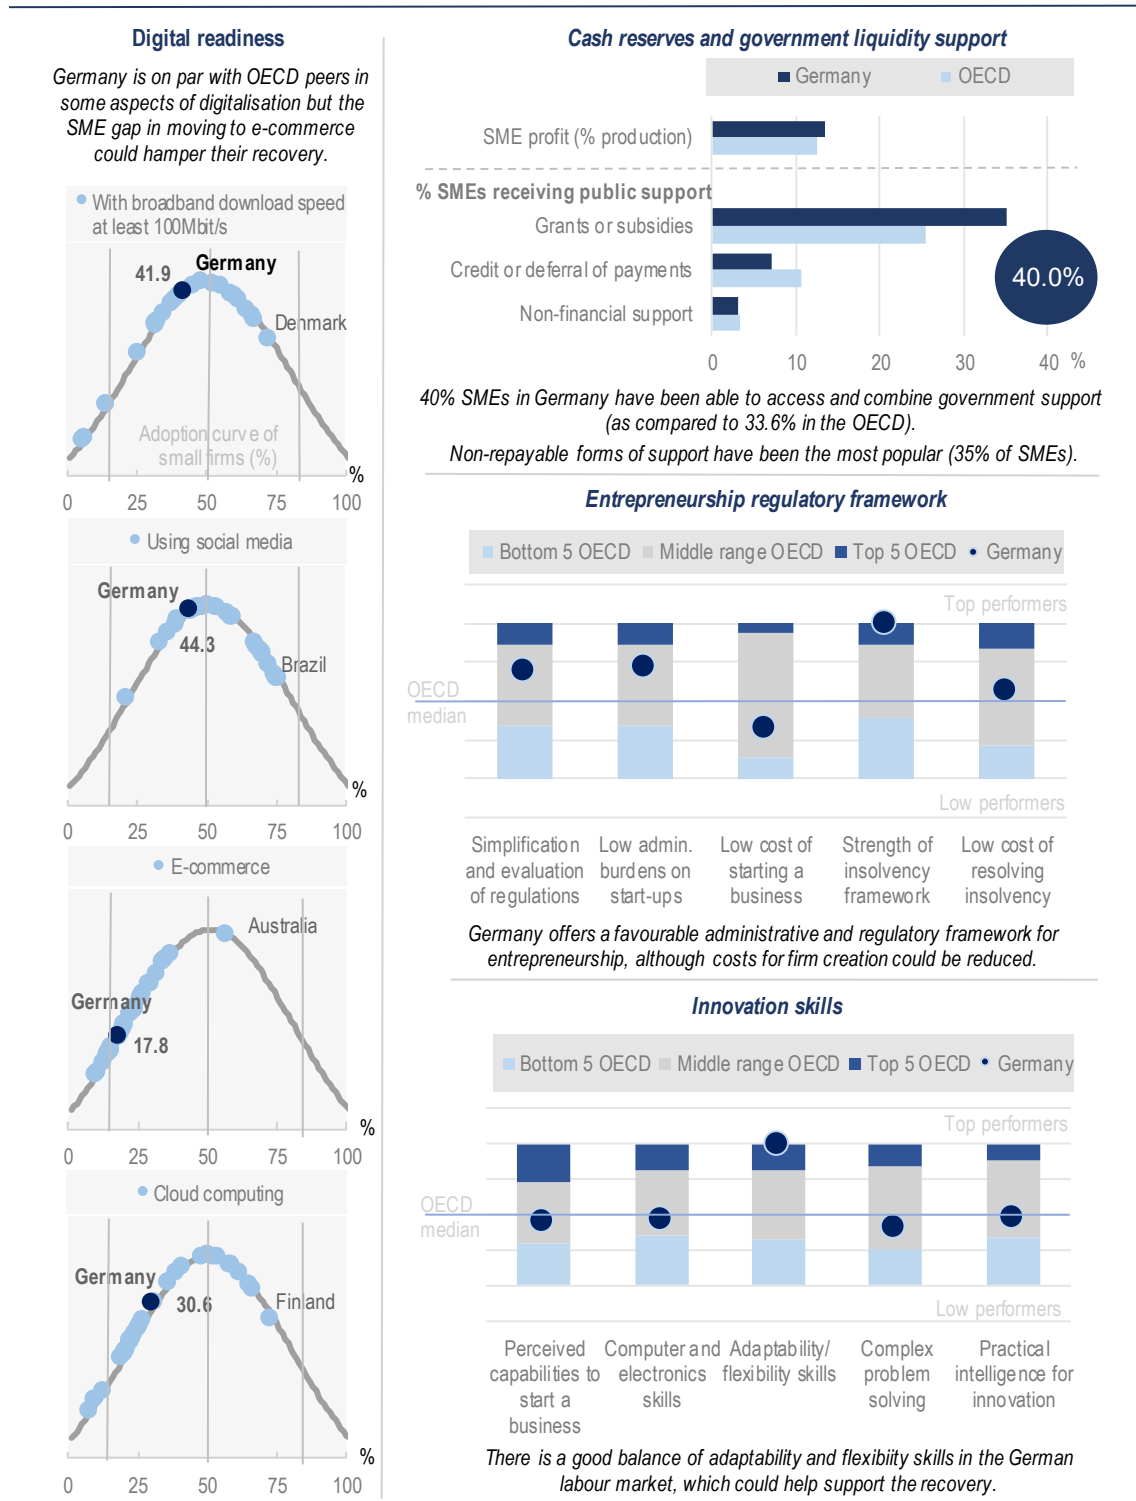 Digital readiness
Germany is on par with OECD peers in
some aspects of digitalisation but the
SME gap in moving to e-commerce
could hamper their recovery.
With broadband download speed
at least 100Mbit/s
41.9
Germany
Denmark
Adoption curve of
small firms (%)
%
0 25 50 75 100
Using social media
Germany
44.3
Brazil
%
0 25 50 75 100
E-commerce
Australia
Germany
17.8
%
0 25 50 75 100
Cloud computing
Germany
30.6
Finland
%
0 25 50 75 100
Cash reserves and government liquidity support
Germany OECD
SME profit (% production)
% SMEs receiving public support
Grants or subsidies
Credit or deferral of payments
Non-financial support
40.0%
0 10 20 30 40 %
40% SMEs in Germany have been able to access and combine government support
(as compared to 33.6% in the OECD).
Non-repayable forms of support have been the most popular (35% of SMEs).
Entrepreneurship regulatory framework
Bottom 5 OECD Middle range OECD Top 5 OECD Germany
Top performers
OECD
median
Low performers
Simplification
and evaluation
of regulations
Low admin.
burdens on
start-ups
Low cost of
starting a
business
Strength of
insolvency
framework
Low cost of
resolving
insolvency
Germany offers a favourable administrative and regulatory framework for
entrepreneurship, although costs for firm creation could be reduced.
Innovation skills
Bottom 5 OECD Middle range OECD Top 5 OECD Germany
Top performers
OECD
median
Low performers
Perceived
capabilities to
start a
business
Computer and
electronics
skills
Adaptability/
flexibility skills
Complex
problem
solving
Practical
intelligence for
innovation
There is a good balance of adaptability and flexibiity skills in the German
labour market, which could help support the recovery.